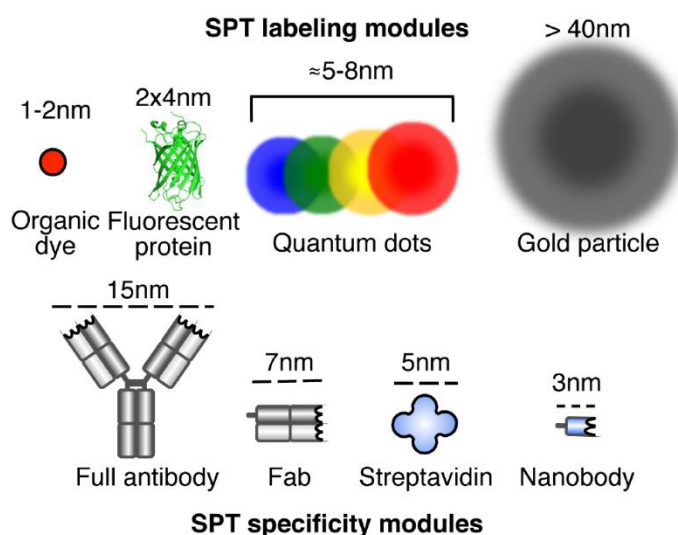 SPT labeling modules
> 40nm
≈5-8nm
2x4nm
1-2nm
Organic
dye
Fluorescent
protein
Quantum dots
Gold particle
15nm
7nm
5nm
3nm
Full antibody
Fab
Streptavidin
Nanobody
SPT specificity modules